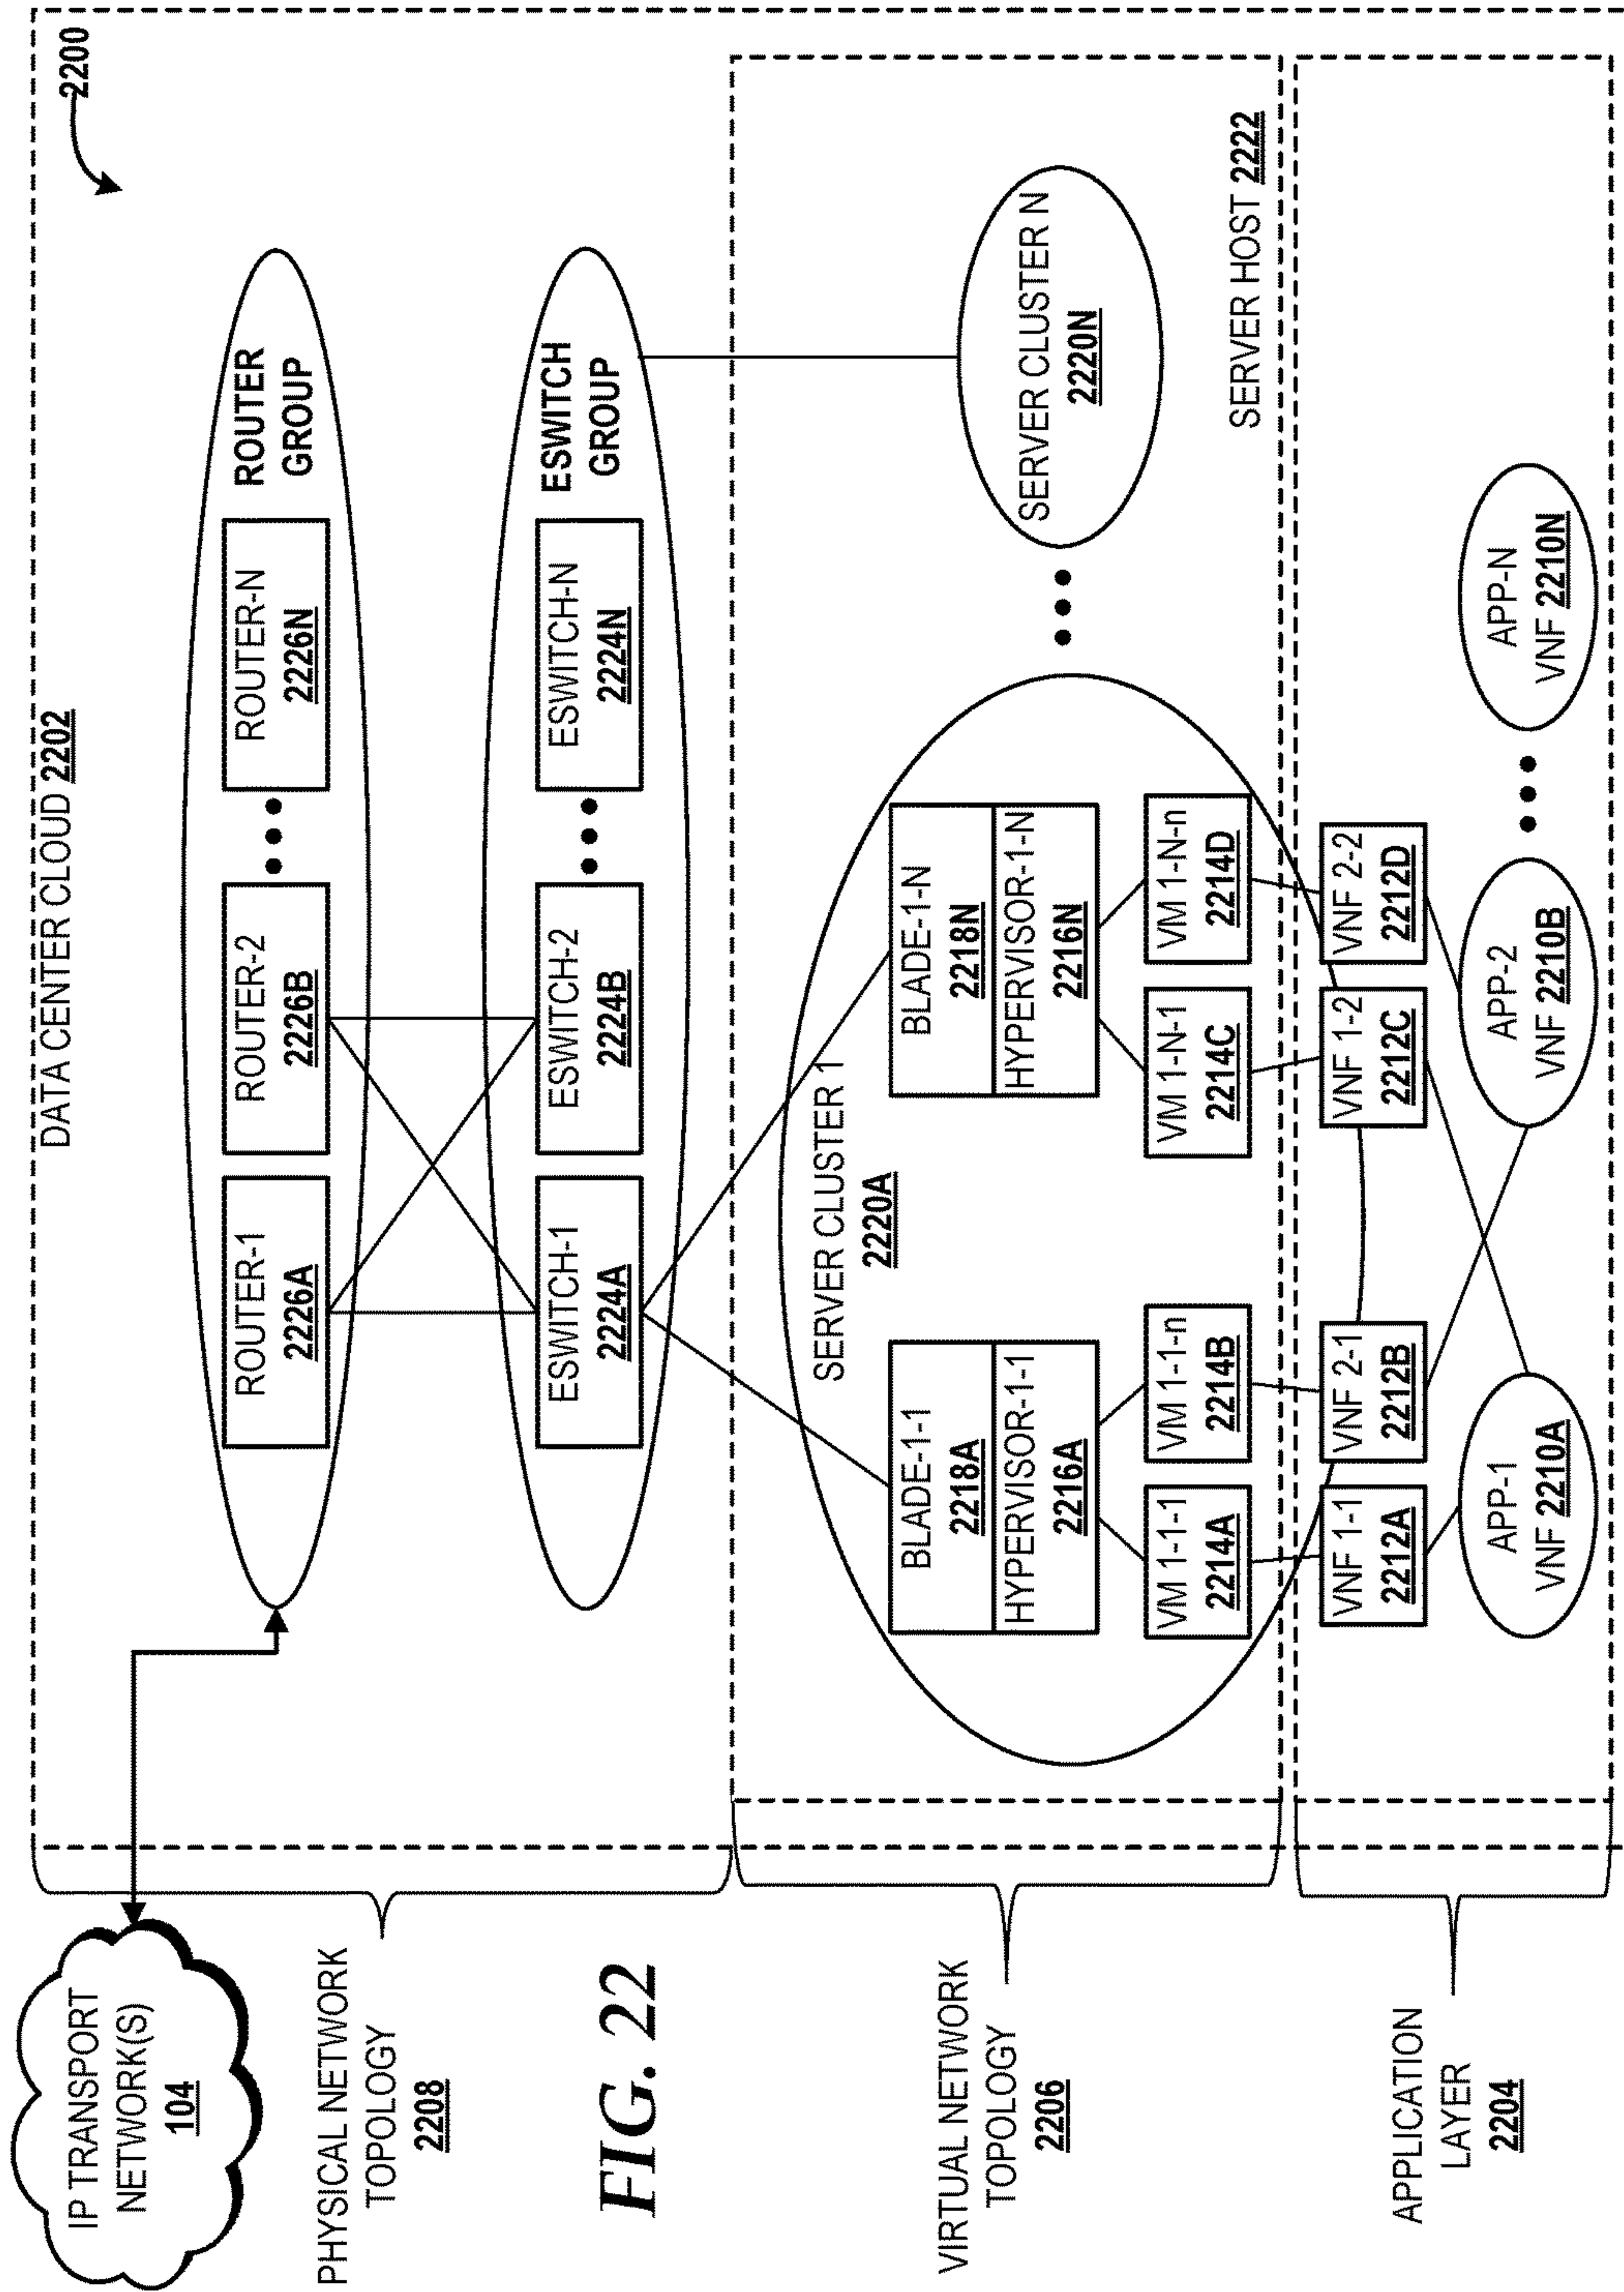 2200
DATA CENTER CLOUD 2202
IP TRANSPORT
NETWORK(S)
104
ROUTER-1
2226A
ROUTER-2
2226B
ROUTER-N
2226N
ROUTER
GROUP
PHYSICAL NETWORK
TOPOLOGY
2208
ESWITCH-1
2224A
ESWITCH-2
2224B
ESWITCH-N
2224N
ESWITCH
GROUP
FIG. 22
SERVER CLUSTER 1
2220A
BLADE-1-1
2218A
HYPERVISOR-1-1
2216A
BLADE-1-N
2218N
HYPERVISOR-1-N
2216N
SERVER CLUSTER N
2220N
VIRTUAL NETWORK
TOPOLOGY
2206
VM 1-1-1
2214A
VM 1-1-n
2214B
VM 1-N-1
2214C
VM 1-N-n
2214D
SERVER HOST 2222
VNF 1-1
2212A
VNF 2-1
2212B
VNF 1-2
2212C
VNF 2-2
2212D
APPLICATION
LAYER
2204
APP-1
VNF 2210A
APP-2
VNF 2210B
APP-N
VNF 2210N